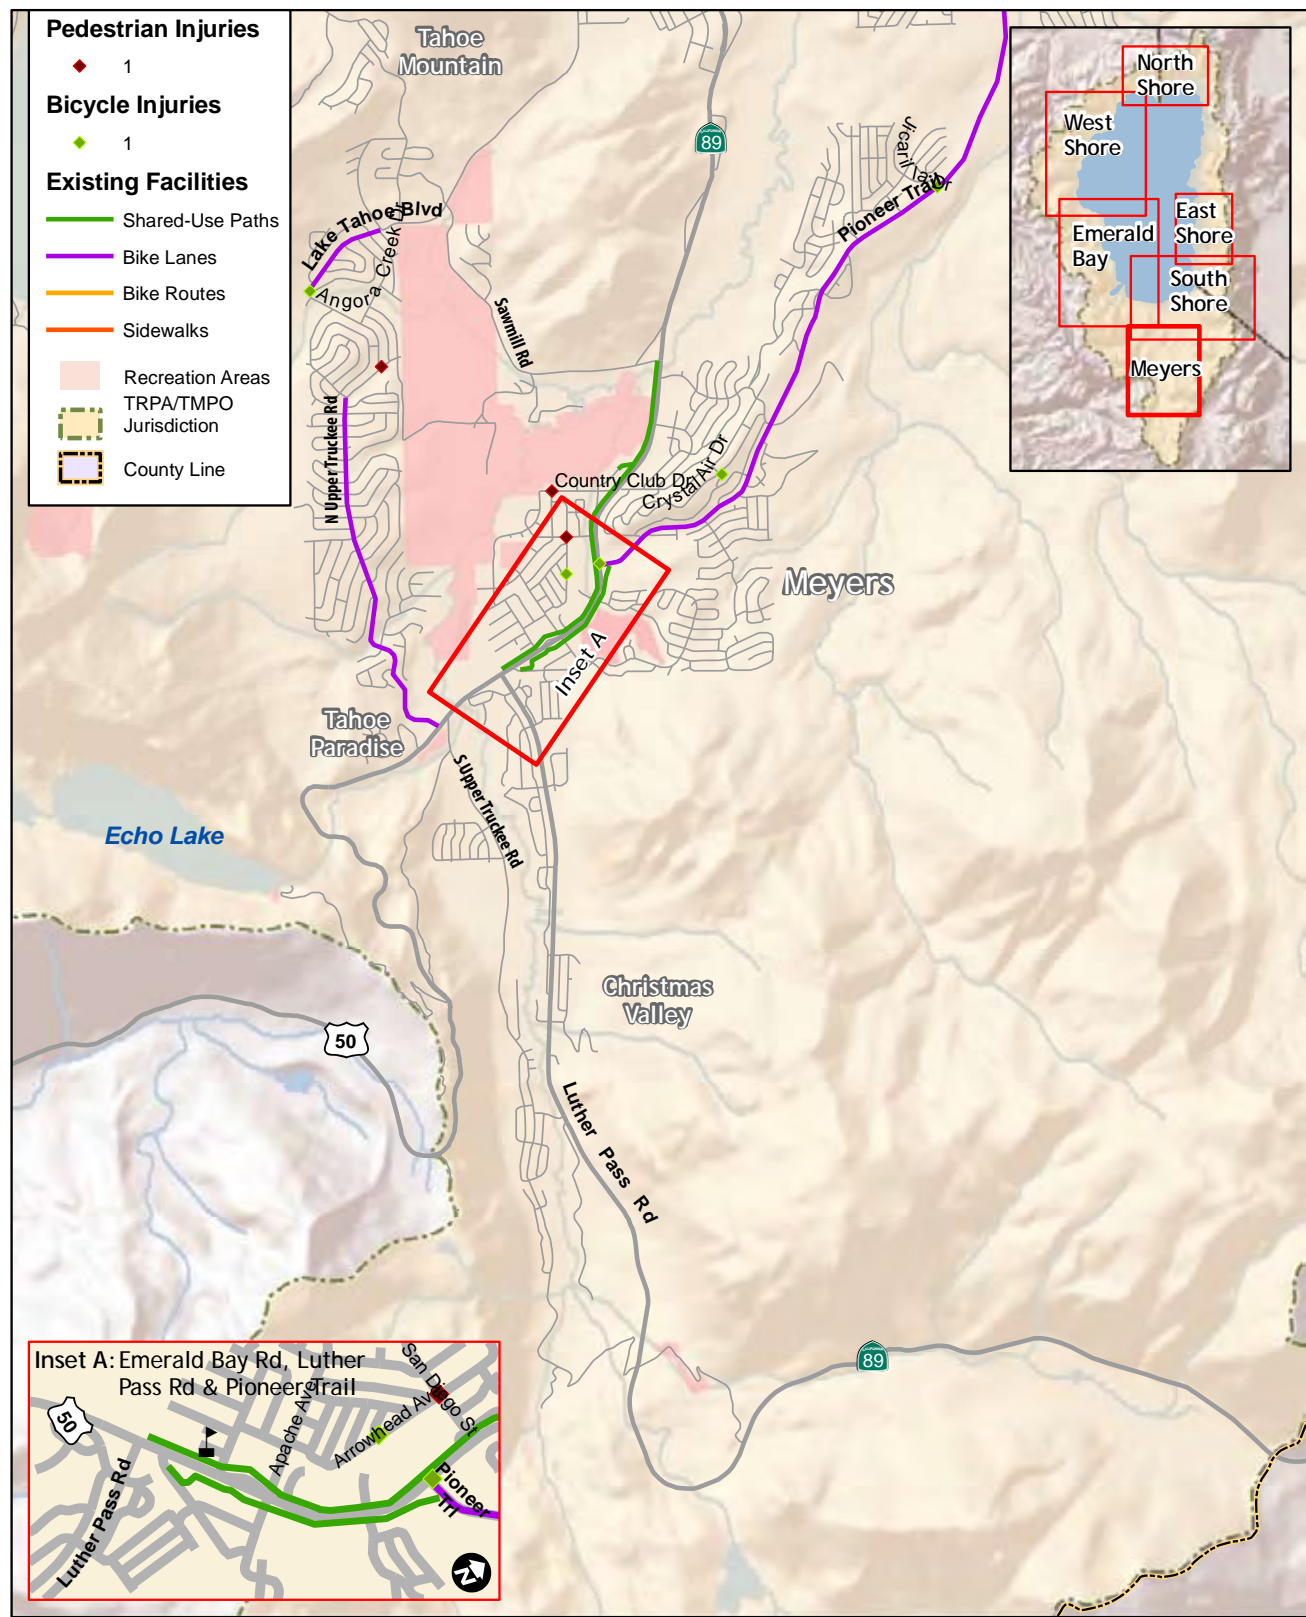 Pedestrian Injuries
1
Bicycle Injuries
1
Existing Facilities
Shared-Use Paths
Bike Lanes
Bike Routes
Sidewalks
Recreation Areas
TRPA/TMPO
Jurisdiction
County Line
Tahoe
Mountain
89
Jicarilla Dr
Pioneer Trail
Lake Tahoe Blvd
Angora Creek Dr
Sawmill Rd
N Upper Truckee Rd
Country Club Dr
Crystal Air Dr
Meyers
Inset A
Tahoe
Paradise
S Upper Truckee Rd
Echo Lake
Christmas
Valley
50
Luther Pass Rd
89
North
Shore
West
Shore
East
Shore
Emerald
Bay
South
Shore
Meyers
Inset A: Emerald Bay Rd, Luther
Pass Rd & Pioneer Trail
50
San Diego St
Apache Ave
Arrowhead Av
Luther Pass Rd
Pioneer
Trl
N